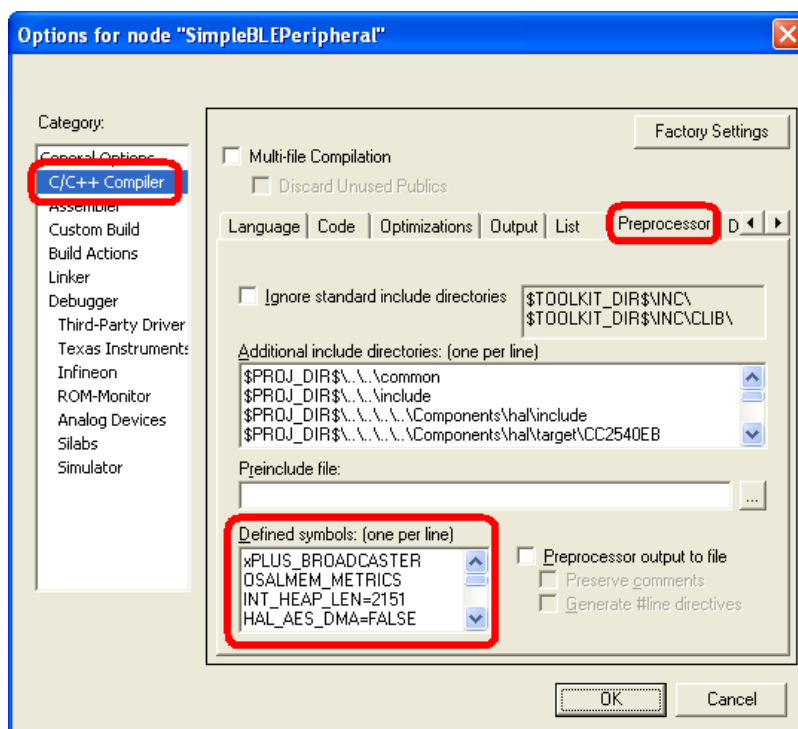 Options for node "SimpleBLEPeripheral"
Category:
General Options
C/C++ Compiler
Assembler
Custom Build
Build Actions
Linker
Debugger
Third-Party Driver
Texas Instruments
Infineon
ROM-Monitor
Analog Devices
Silabs
Simulator
Factory Settings
Multi-file Compilation
Discard Unused Publics
Language Code Optimizations Output List Preprocessor D
Ignore standard include directories
$TOOLKIT_DIR$\INC\
$TOOLKIT_DIR$\INC\CLIB\
Additional include directories: (one per line)
$PROJ_DIR$\..\..\common
$PROJ_DIR$\..\..\include
$PROJ_DIR$\..\..\..\..\Components\hal\include
$PROJ_DIR$\..\..\..\..\Components\hal\target\CC2540EB
Preinclude file:
...
Defined symbols: (one per line)
xPLUS_BROADCASTER
OSALMEM_METRICS
INT_HEAP_LEN=2151
HAL_AES_DMA=FALSE
Preprocessor output to file
Preserve comments
Generate #line directives
OK
Cancel